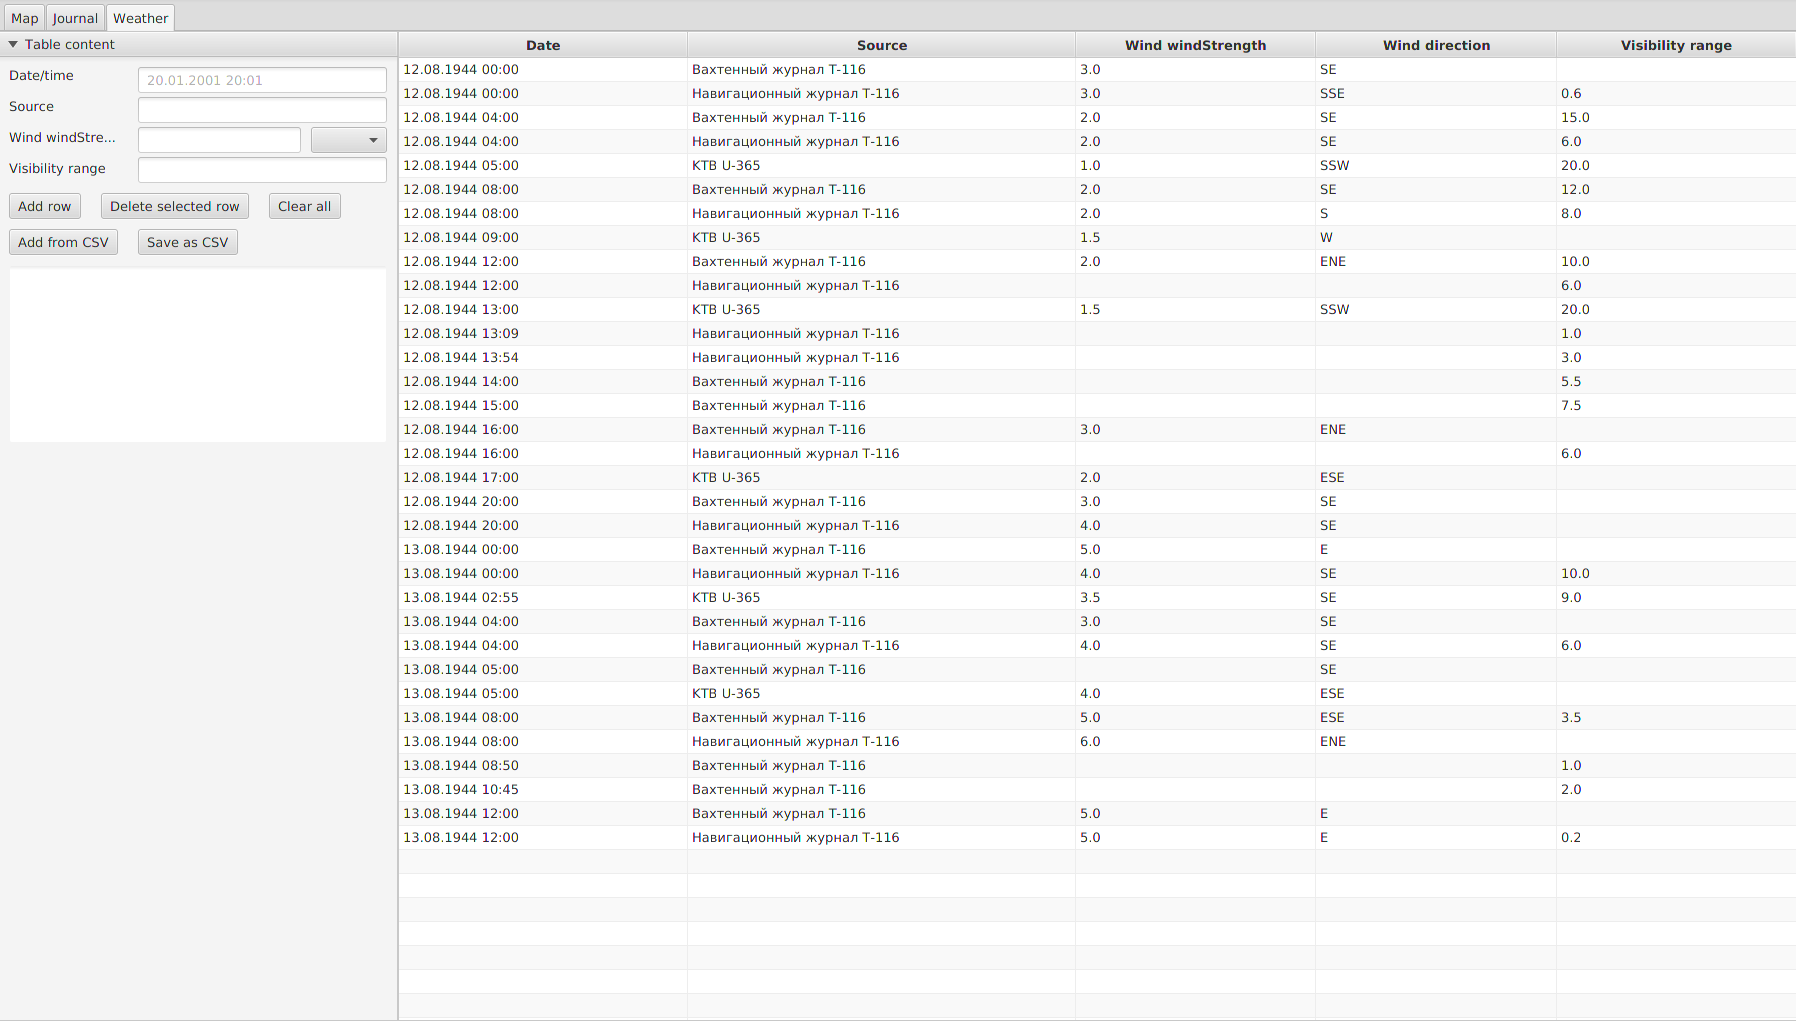 Map Journal Weather
Table content
Date/time 20.01.2001 20:01
Source
Wind windStre...
Visibility range
Add row Delete selected row Clear all
Add from CSV Save as CSV
Date Source Wind windStrength Wind direction Visibility range
12.08.1944 00:00 Вахтенный журнал Т-116 3.0 SE
12.08.1944 00:00 Навигационный журнал Т-116 3.0 SSE 0.6
12.08.1944 04:00 Вахтенный журнал Т-116 2.0 SE 15.0
12.08.1944 04:00 Навигационный журнал Т-116 2.0 SE 6.0
12.08.1944 05:00 KTB U-365 1.0 SSW 20.0
12.08.1944 08:00 Вахтенный журнал Т-116 2.0 SE 12.0
12.08.1944 08:00 Навигационный журнал Т-116 2.0 S 8.0
12.08.1944 09:00 KTB U-365 1.5 W
12.08.1944 12:00 Вахтенный журнал Т-116 2.0 ENE 10.0
12.08.1944 12:00 Навигационный журнал Т-116 6.0
12.08.1944 13:00 KTB U-365 1.5 SSW 20.0
12.08.1944 13:09 Навигационный журнал Т-116 1.0
12.08.1944 13:54 Навигационный журнал Т-116 3.0
12.08.1944 14:00 Вахтенный журнал Т-116 5.5
12.08.1944 15:00 Вахтенный журнал Т-116 7.5
12.08.1944 16:00 Вахтенный журнал Т-116 3.0 ENE
12.08.1944 16:00 Навигационный журнал Т-116 6.0
12.08.1944 17:00 KTB U-365 2.0 ESE
12.08.1944 20:00 Вахтенный журнал Т-116 3.0 SE
12.08.1944 20:00 Навигационный журнал Т-116 4.0 SE
13.08.1944 00:00 Вахтенный журнал Т-116 5.0 E
13.08.1944 00:00 Навигационный журнал Т-116 4.0 SE 10.0
13.08.1944 02:55 KTB U-365 3.5 SE 9.0
13.08.1944 04:00 Вахтенный журнал Т-116 3.0 SE
13.08.1944 04:00 Навигационный журнал Т-116 4.0 SE 6.0
13.08.1944 05:00 Вахтенный журнал Т-116 SE
13.08.1944 05:00 KTB U-365 4.0 ESE
13.08.1944 08:00 Вахтенный журнал Т-116 5.0 ESE 3.5
13.08.1944 08:00 Навигационный журнал Т-116 6.0 ENE
13.08.1944 08:50 Вахтенный журнал Т-116 1.0
13.08.1944 10:45 Вахтенный журнал Т-116 2.0
13.08.1944 12:00 Вахтенный журнал Т-116 5.0 E
13.08.1944 12:00 Навигационный журнал Т-116 5.0 E 0.2